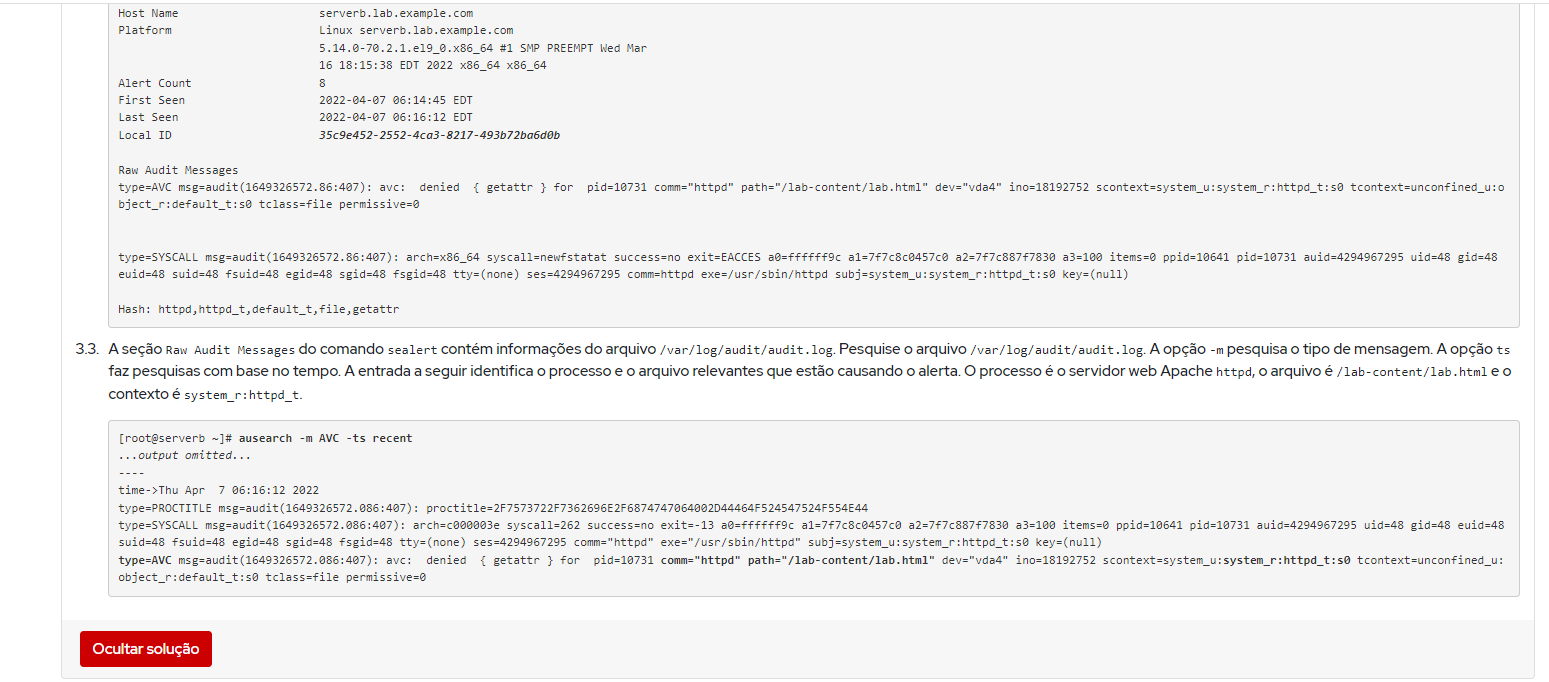 Host Name                     serverb.lab.example.com
Platform                      Linux serverb.lab.example.com
                              5.14.0-70.2.1.el9_0.x86_64 #1 SMP PREEMPT Wed Mar
                              16 18:15:38 EDT 2022 x86_64 x86_64
Alert Count                   8
First Seen                    2022-04-07 06:14:45 EDT
Last Seen                     2022-04-07 06:16:12 EDT
Local ID                      35c9e452-2552-4ca3-8217-493b72ba6d0b
Raw Audit Messages
type=AVC msg=audit(1649326572.86:407): avc:  denied  { getattr } for  pid=10731 comm="httpd" path="/lab-content/lab.html" dev="vda4" ino=18192752 scontext=system_u:system_r:httpd_t:s0 tcontext=unconfined_u:o
bject_r:default_t:s0 tclass=file permissive=0
type=SYSCALL msg=audit(1649326572.86:407): arch=x86_64 syscall=newfstatat success=no exit=EACCES a0=ffffff9c a1=7f7c8c0457c0 a2=7f7c887f7830 a3=100 items=0 ppid=10641 pid=10731 auid=4294967295 uid=48 gid=48
euid=48 suid=48 fsuid=48 egid=48 sgid=48 fsgid=48 tty=(none) ses=4294967295 comm=httpd exe=/usr/sbin/httpd subj=system_u:system_r:httpd_t:s0 key=(null)
Hash: httpd,httpd_t,default_t,file,getattr
3.3. A seção Raw Audit Messages do comando sealert contém informações do arquivo /var/log/audit/audit.log. Pesquise o arquivo /var/log/audit/audit.log. A opção -m pesquisa o tipo de mensagem. A opção ts
faz pesquisas com base no tempo. A entrada a seguir identifica o processo e o arquivo relevantes que estão causando o alerta. O processo é o servidor web Apache httpd, o arquivo é /lab-content/lab.html e o
contexto é system_r:httpd_t.
[root@serverb ~]# ausearch -m AVC -ts recent
...output omitted...
----
time->Thu Apr  7 06:16:12 2022
type=PROCTITLE msg=audit(1649326572.086:407): proctitle=2F7573722F7362696E2F6874747064002D44464F524547524F554E44
type=SYSCALL msg=audit(1649326572.086:407): arch=c000003e syscall=262 success=no exit=-13 a0=ffffff9c a1=7f7c8c0457c0 a2=7f7c887f7830 a3=100 items=0 ppid=10641 pid=10731 auid=4294967295 uid=48 gid=48 euid=48
suid=48 fsuid=48 egid=48 sgid=48 fsgid=48 tty=(none) ses=4294967295 comm="httpd" exe="/usr/sbin/httpd" subj=system_u:system_r:httpd_t:s0 key=(null)
type=AVC msg=audit(1649326572.086:407): avc:  denied  { getattr } for  pid=10731 comm="httpd" path="/lab-content/lab.html" dev="vda4" ino=18192752 scontext=system_u:system_r:httpd_t:s0 tcontext=unconfined_u:
object_r:default_t:s0 tclass=file permissive=0
Ocultar solução